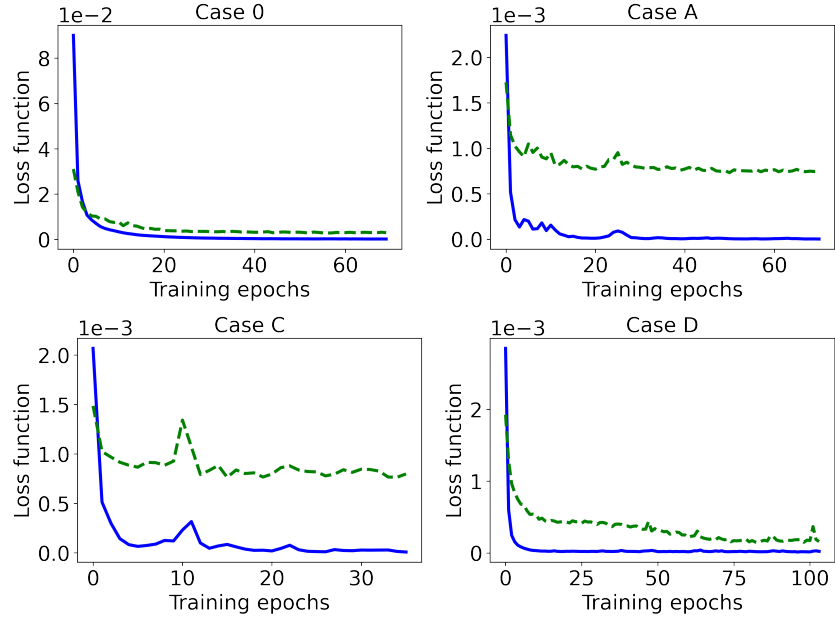 Case 0
1e−2
Loss function
8
6
4
2
0
0 20 40 60
Training epochs
Case A
1e−3
Loss function
2.0
1.5
1.0
0.5
0.0
0 20 40 60
Training epochs
Case C
1e−3
Loss function
2.0
1.5
1.0
0.5
0.0
0 10 20 30
Training epochs
Case D
1e−3
Loss function
2
1
0
0 25 50 75 100
Training epochs